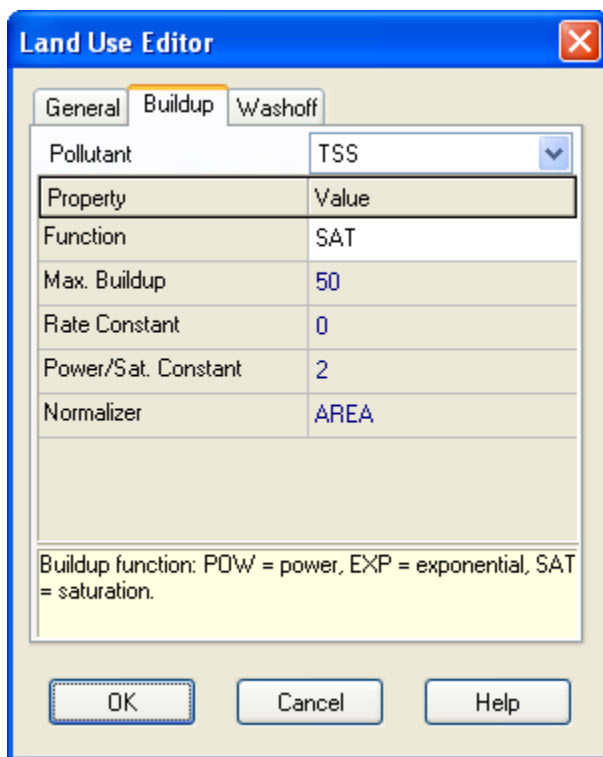 Land Use Editor
General Buildup Washoff
Pollutant TSS
Property Value
Function SAT
Max. Buildup 50
Rate Constant 0
Power/Sat. Constant 2
Normalizer AREA
Buildup function: POW = power, EXP = exponential, SAT
= saturation.
OK Cancel Help